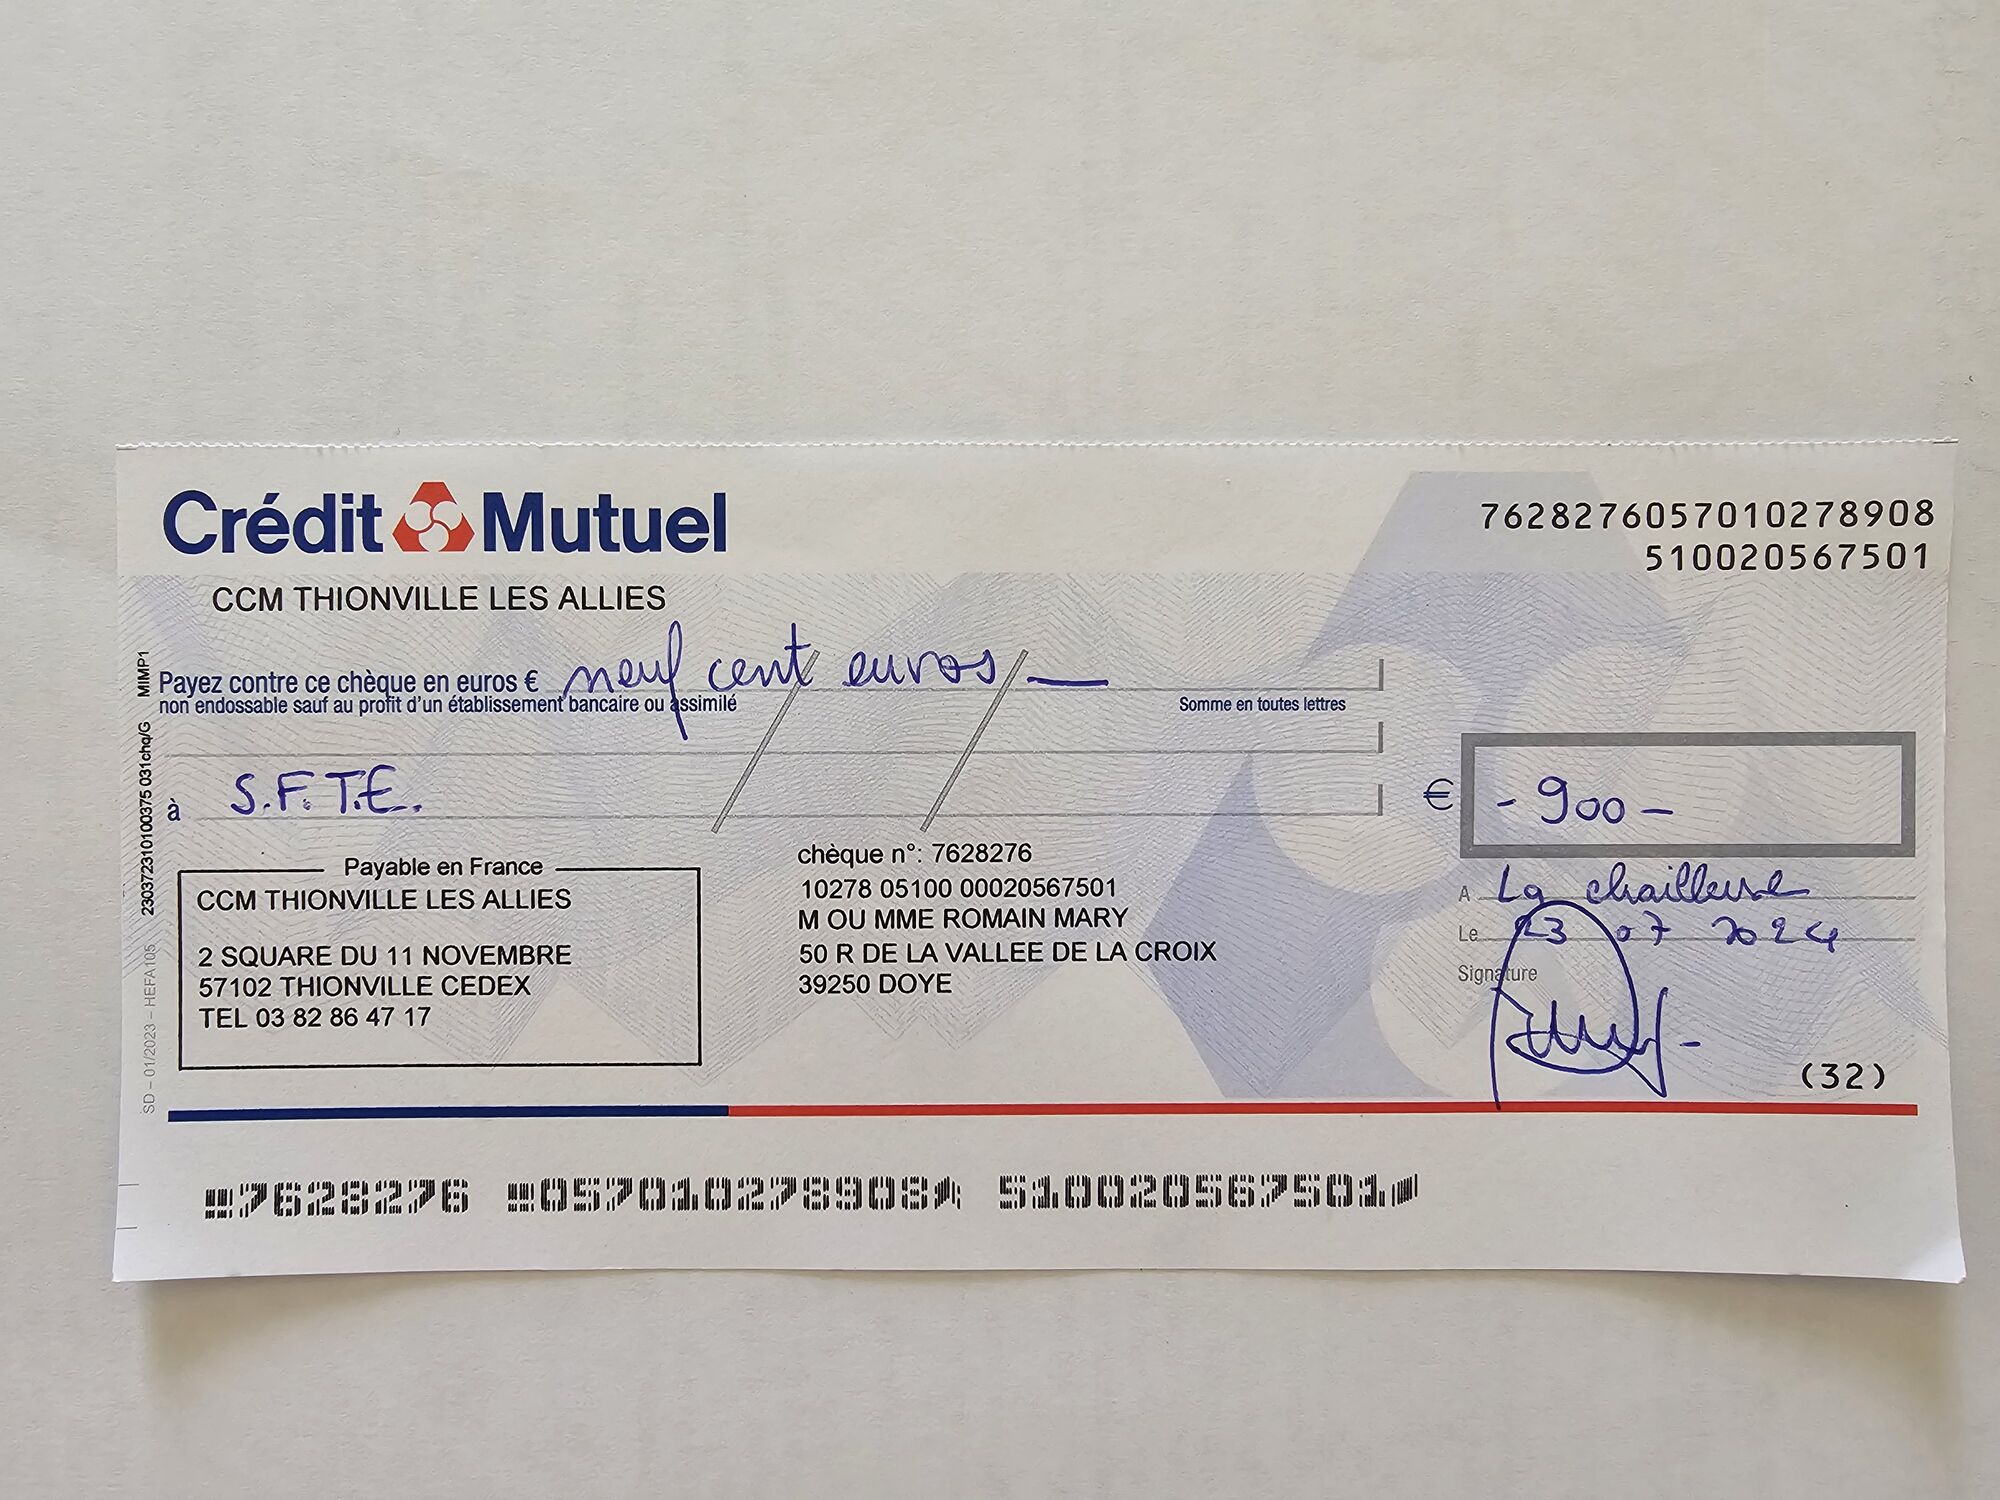 Crédit Mutuel
7628276057010278908
510020567501
CCM THIONVILLE LES ALLIES
Payez contre ce chèque en euros € neuf cent euros
non endossable sauf au profit d'un établissement bancaire ou assimilé
Somme en toutes lettres
à S.F.T.E.
€ - 900 -
Payable en France
CCM THIONVILLE LES ALLIES
2 SQUARE DU 11 NOVEMBRE
57102 THIONVILLE CEDEX
TEL 03 82 86 47 17
chèque n°: 7628276
10278 05100 00020567501
M OU MME ROMAIN MARY
50 R DE LA VALLEE DE LA CROIX
39250 DOYE
A La chailleuse
Le 23 07 2024
Signature
(32)
SD – 01/2023 – HEFA105
230372310100375 031chq/G MIMP1
7628276 057010278908 510020567501